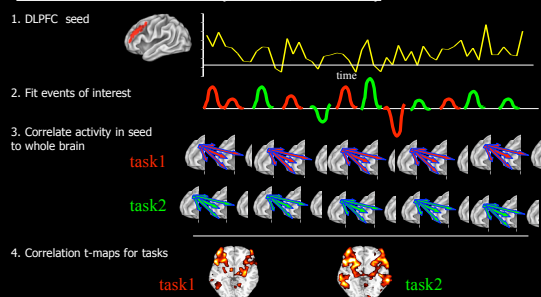 1. DLPFC seed
time
2. Fit events of interest
3. Correlate activity in seed
to whole brain
task1
task2
4. Correlation t-maps for tasks
task1
task2